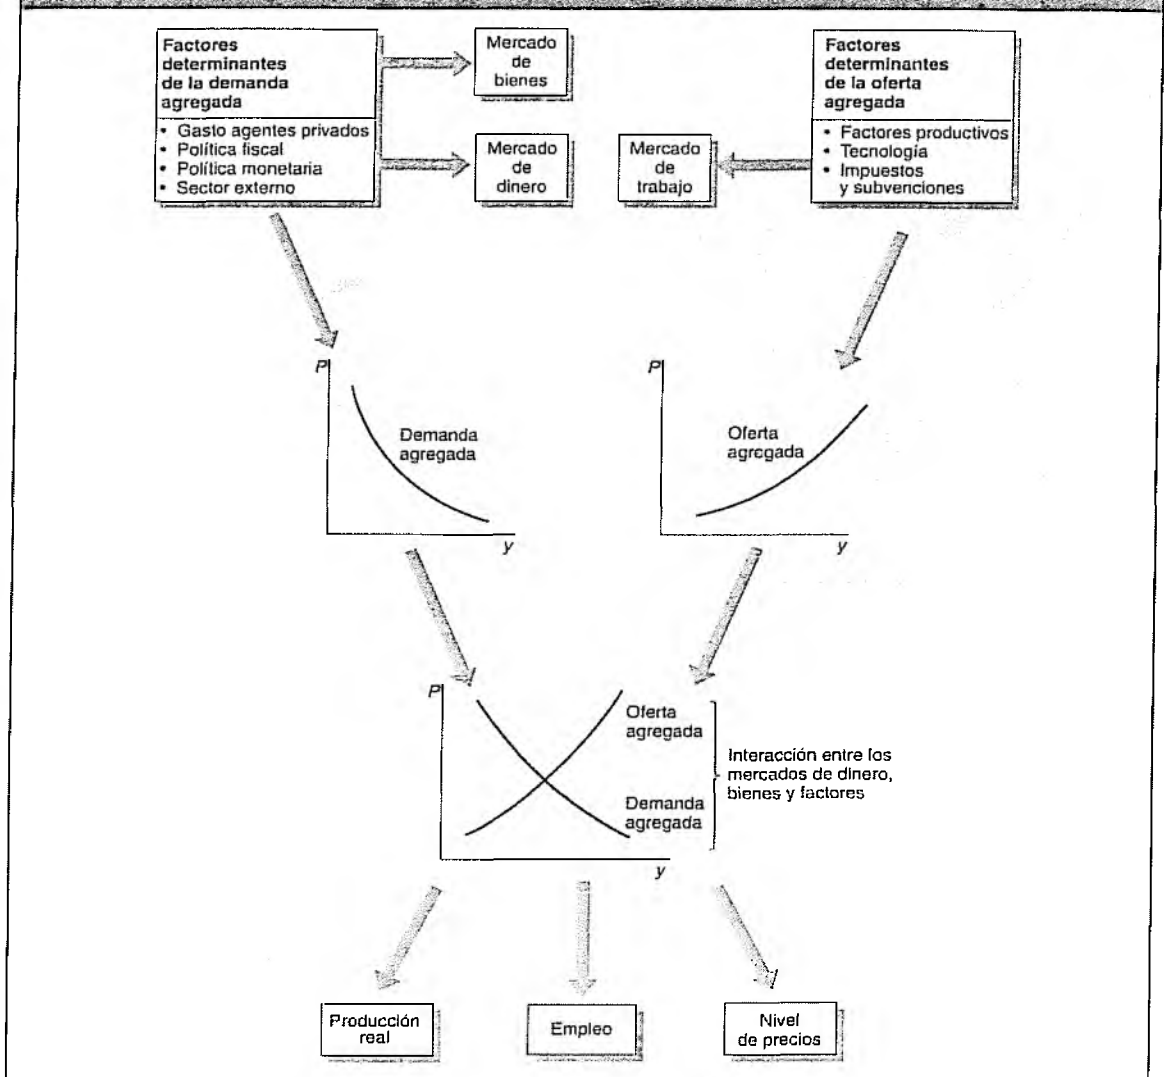 Factores
determinantes
de la demanda
agregada
• Gasto agentes privados
• Política fiscal
• Política monetaria
• Sector externo
Mercado
de
bienes
Mercado
de
dinero
Mercado
de
trabajo
Factores
determinantes
de la oferta
agregada
• Factores productivos
• Tecnología
• Impuestos
y subvenciones
P
Demanda
agregada
y
P
Oferta
agregada
y
P
Oferta
agregada
Demanda
agregada
y
Interacción entre los
mercados de dinero,
bienes y factores
Producción
real
Empleo
Nivel
de precios